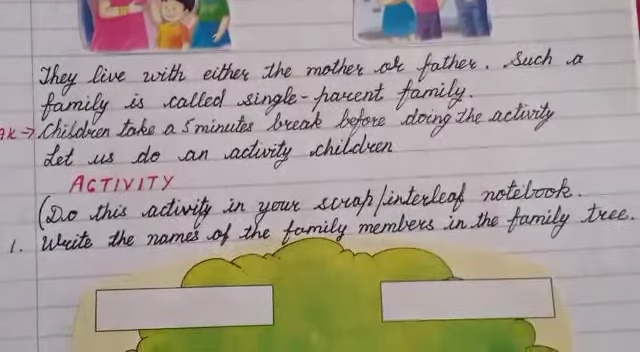 They live with either the mother or father. Such a
family is called single-parent family.
AK → Children take a 5 minutes break before doing the activity
Let us do an activity children
ACTIVITY
(Do this activity in your scrap/interleaf notebook.
1. Write the names of the family members in the family tree.